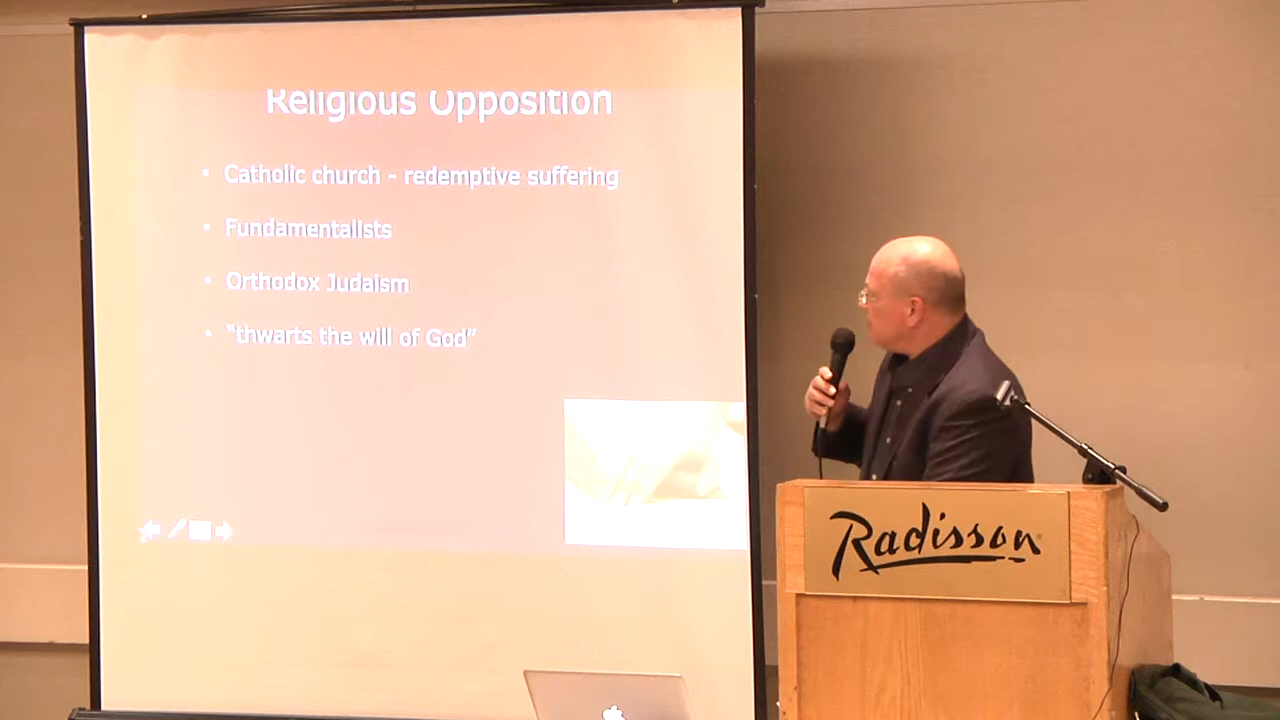 Religious Opposition
• Catholic church - redemptive suffering
• Fundamentalists
• Orthodox Judaism
• "thwarts the will of God"
Radisson